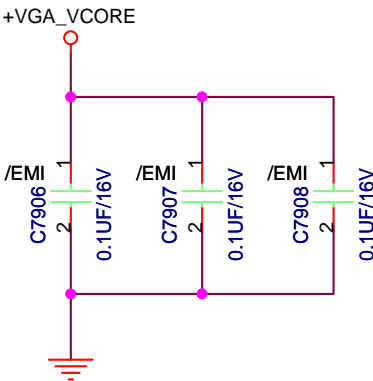 +VGA_VCORE
/EMI
1
C7906
0.1UF/16V
2
/EMI
1
C7907
0.1UF/16V
2
/EMI
1
C7908
0.1UF/16V
2